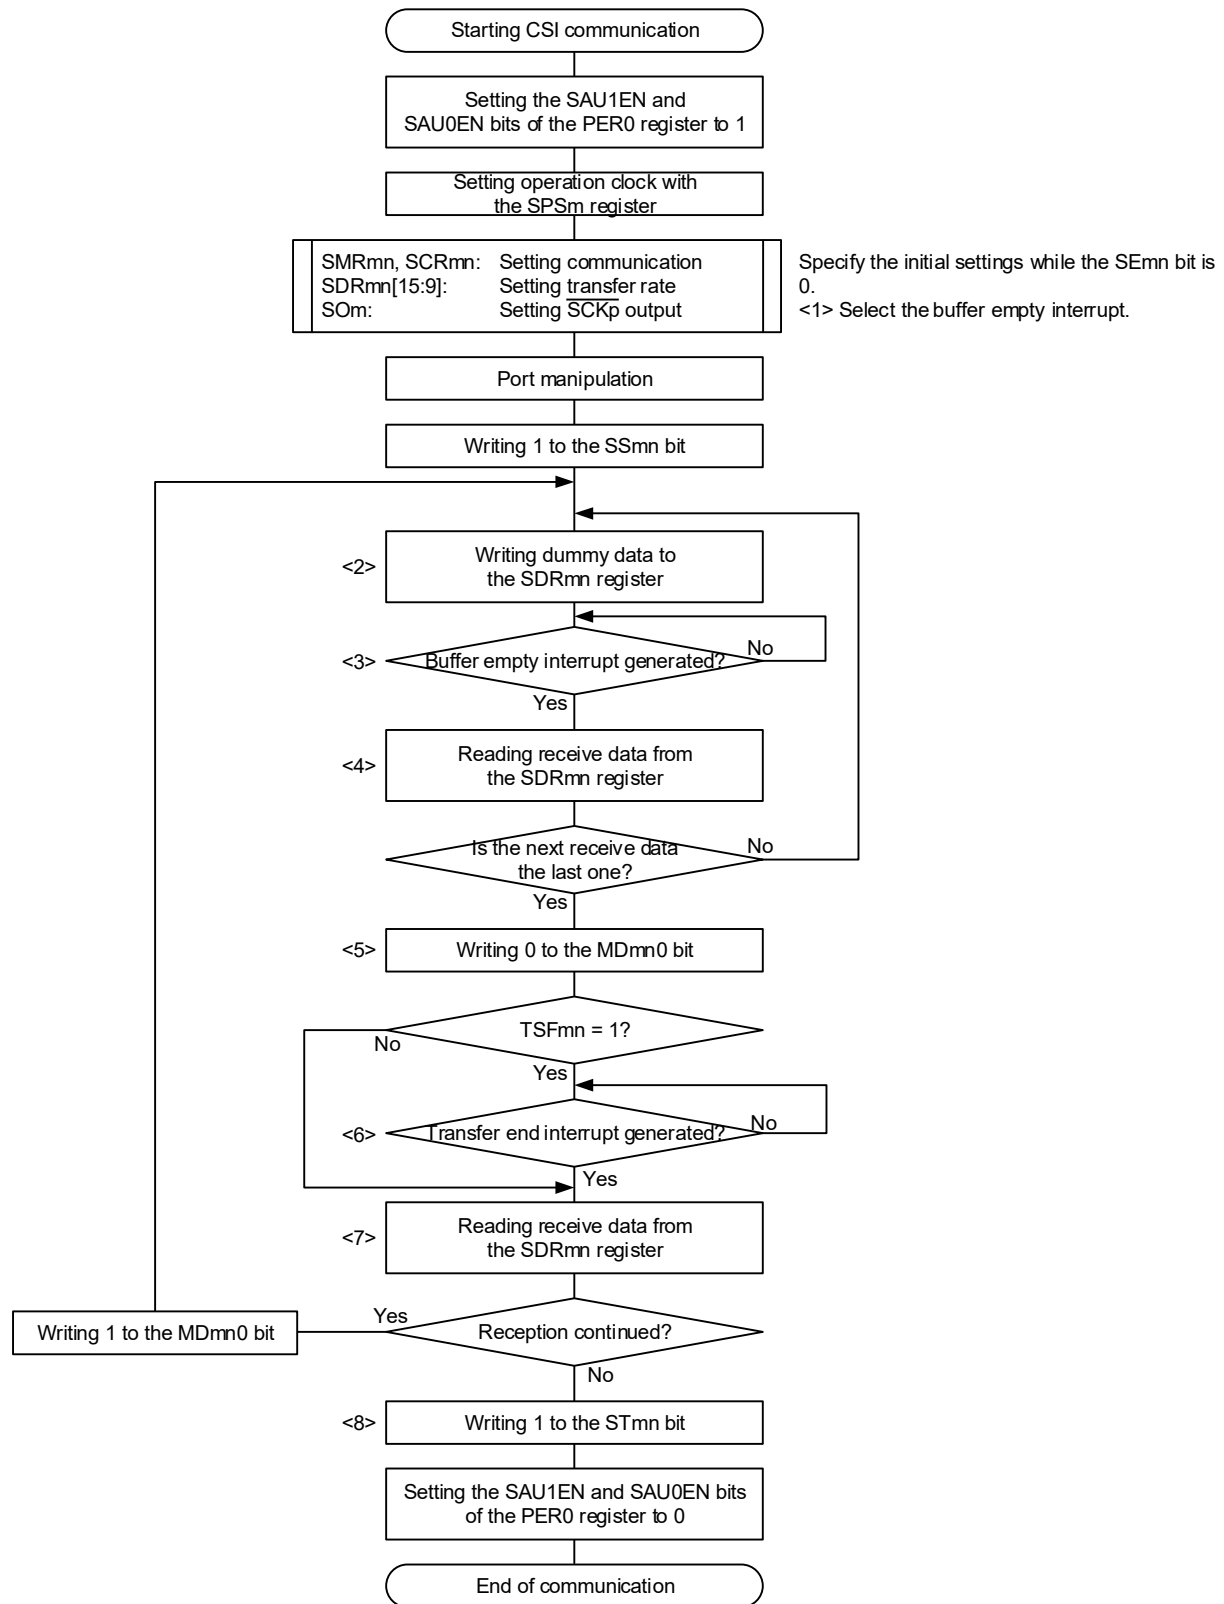 Starting CSI communication
Setting the SAU1EN and
SAU0EN bits of the PER0 register to 1
Setting operation clock with
the SPSm register
SMRmn, SCRmn: Setting communication
SDRmn[15:9]: Setting transfer rate
SOm: Setting S̅C̅K̅p̅ output
Specify the initial settings while the SEmn bit is
0.
<1> Select the buffer empty interrupt.
Port manipulation
Writing 1 to the SSmn bit
<2>
Writing dummy data to
the SDRmn register
<3>
Buffer empty interrupt generated?
No
Yes
<4>
Reading receive data from
the SDRmn register
Is the next receive data
the last one?
No
Yes
<5>
Writing 0 to the MDmn0 bit
TSFmn = 1?
No
Yes
<6>
Transfer end interrupt generated?
No
Yes
<7>
Reading receive data from
the SDRmn register
Writing 1 to the MDmn0 bit
Yes
Reception continued?
No
<8>
Writing 1 to the STmn bit
Setting the SAU1EN and SAU0EN bits
of the PER0 register to 0
End of communication